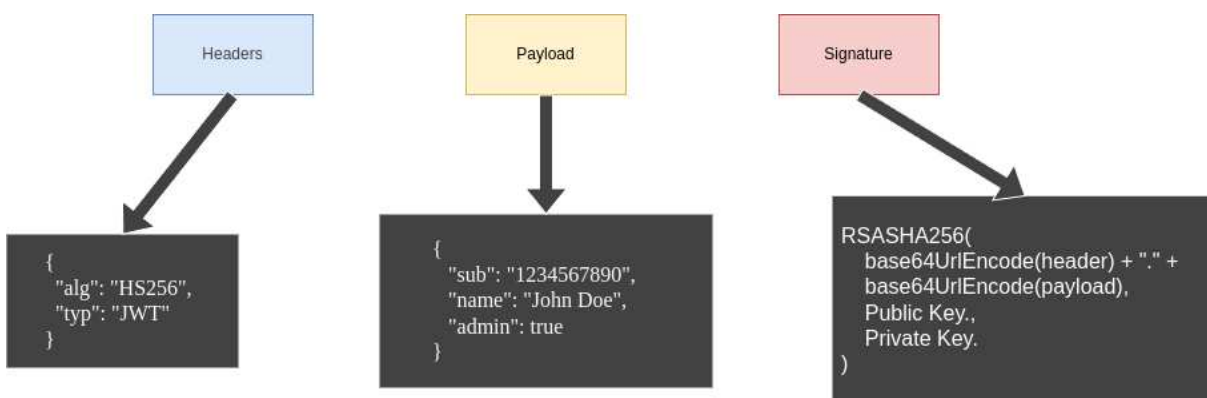 Headers
Payload
Signature
{
"alg": "HS256",
"typ": "JWT"
}
{
"sub": "1234567890",
"name": "John Doe",
"admin": true
}
RSASHA256(
base64UrlEncode(header) + "." +
base64UrlEncode(payload),
Public Key.,
Private Key.
)